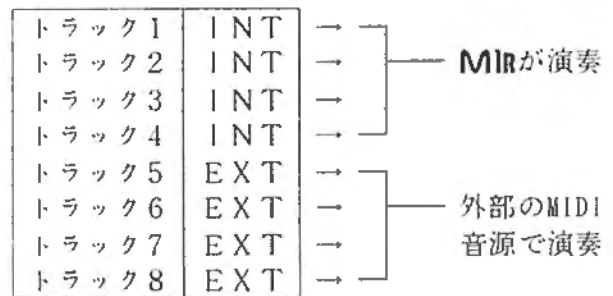 トラック1 INT →
トラック2 INT → M1Rが演奏
トラック3 INT →
トラック4 INT →
トラック5 EXT →
トラック6 EXT → 外部のMIDI
トラック7 EXT → 音源で演奏
トラック8 EXT →